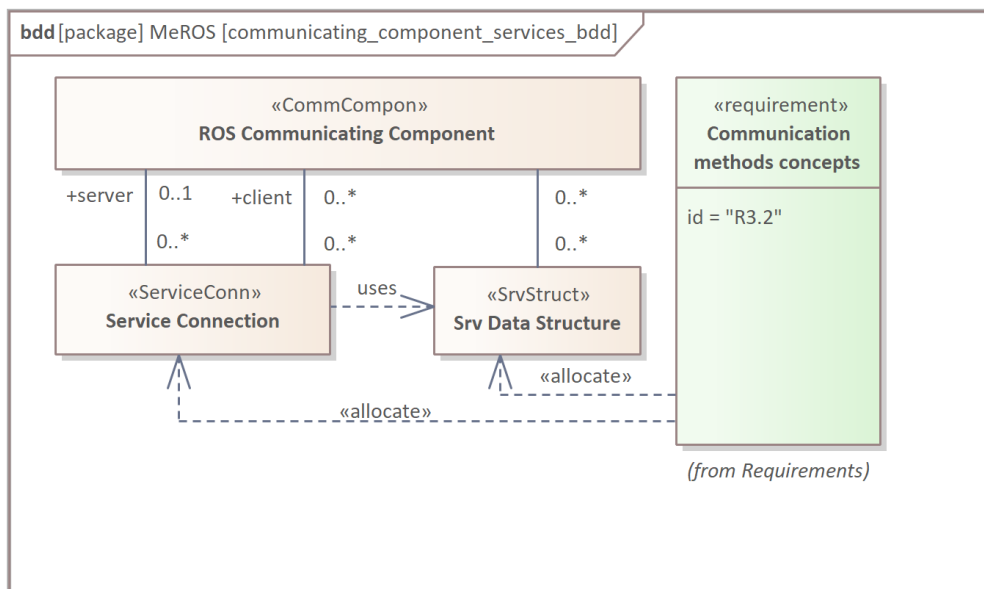 bdd [package] MeROS [communicating_component_services_bdd]
«CommCompon»
ROS Communicating Component
«requirement»
Communication
methods concepts
id = "R3.2"
+server
0..1
+client
0..*
0..*
0..*
0..*
0..*
«ServiceConn»
Service Connection
uses
«SrvStruct»
Srv Data Structure
«allocate»
«allocate»
(from Requirements)